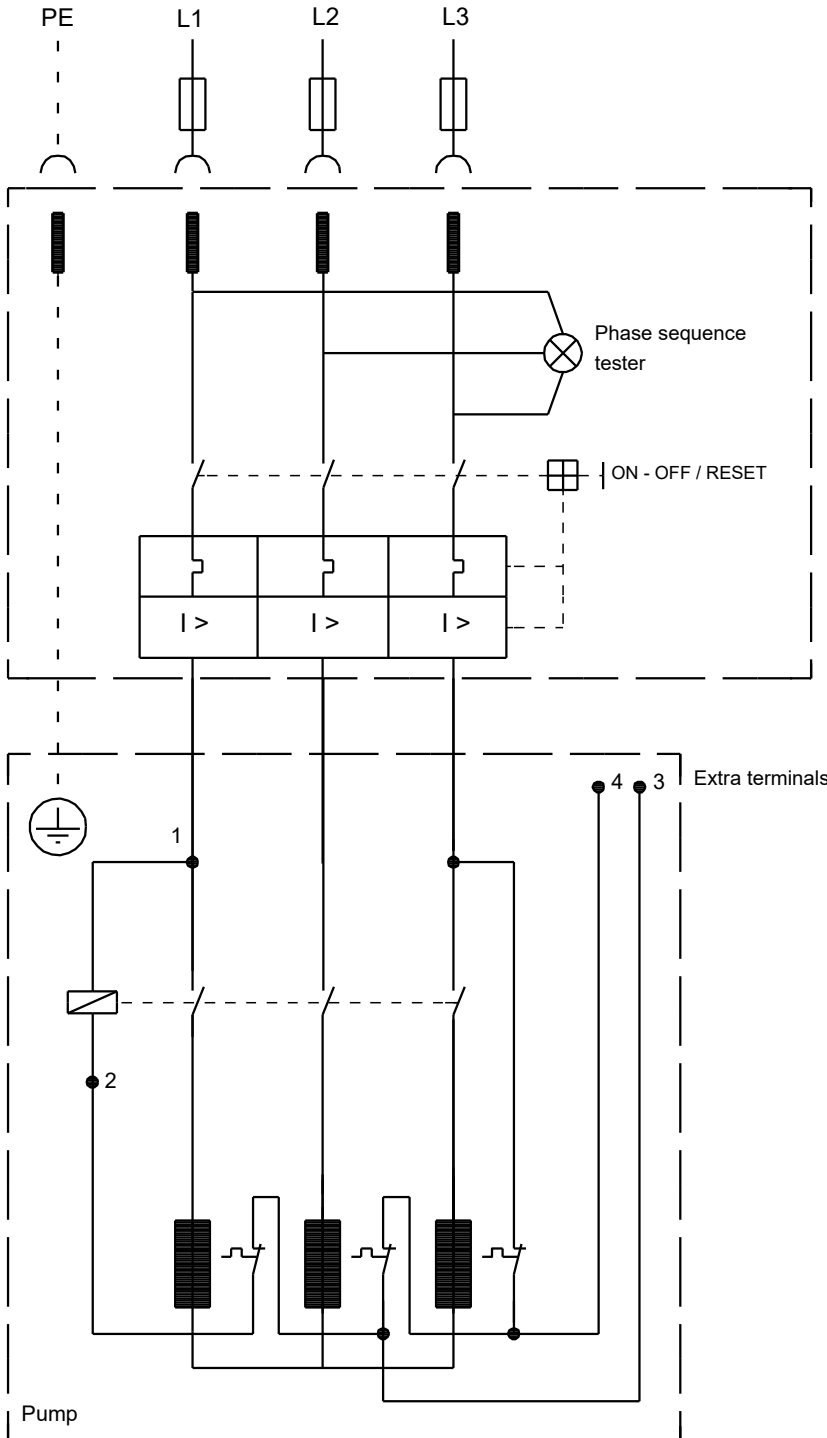 PE L1 L2 L3
Phase sequence
tester
ON - OFF / RESET
I > I > I >
4 3 Extra terminals
1
2
Pump